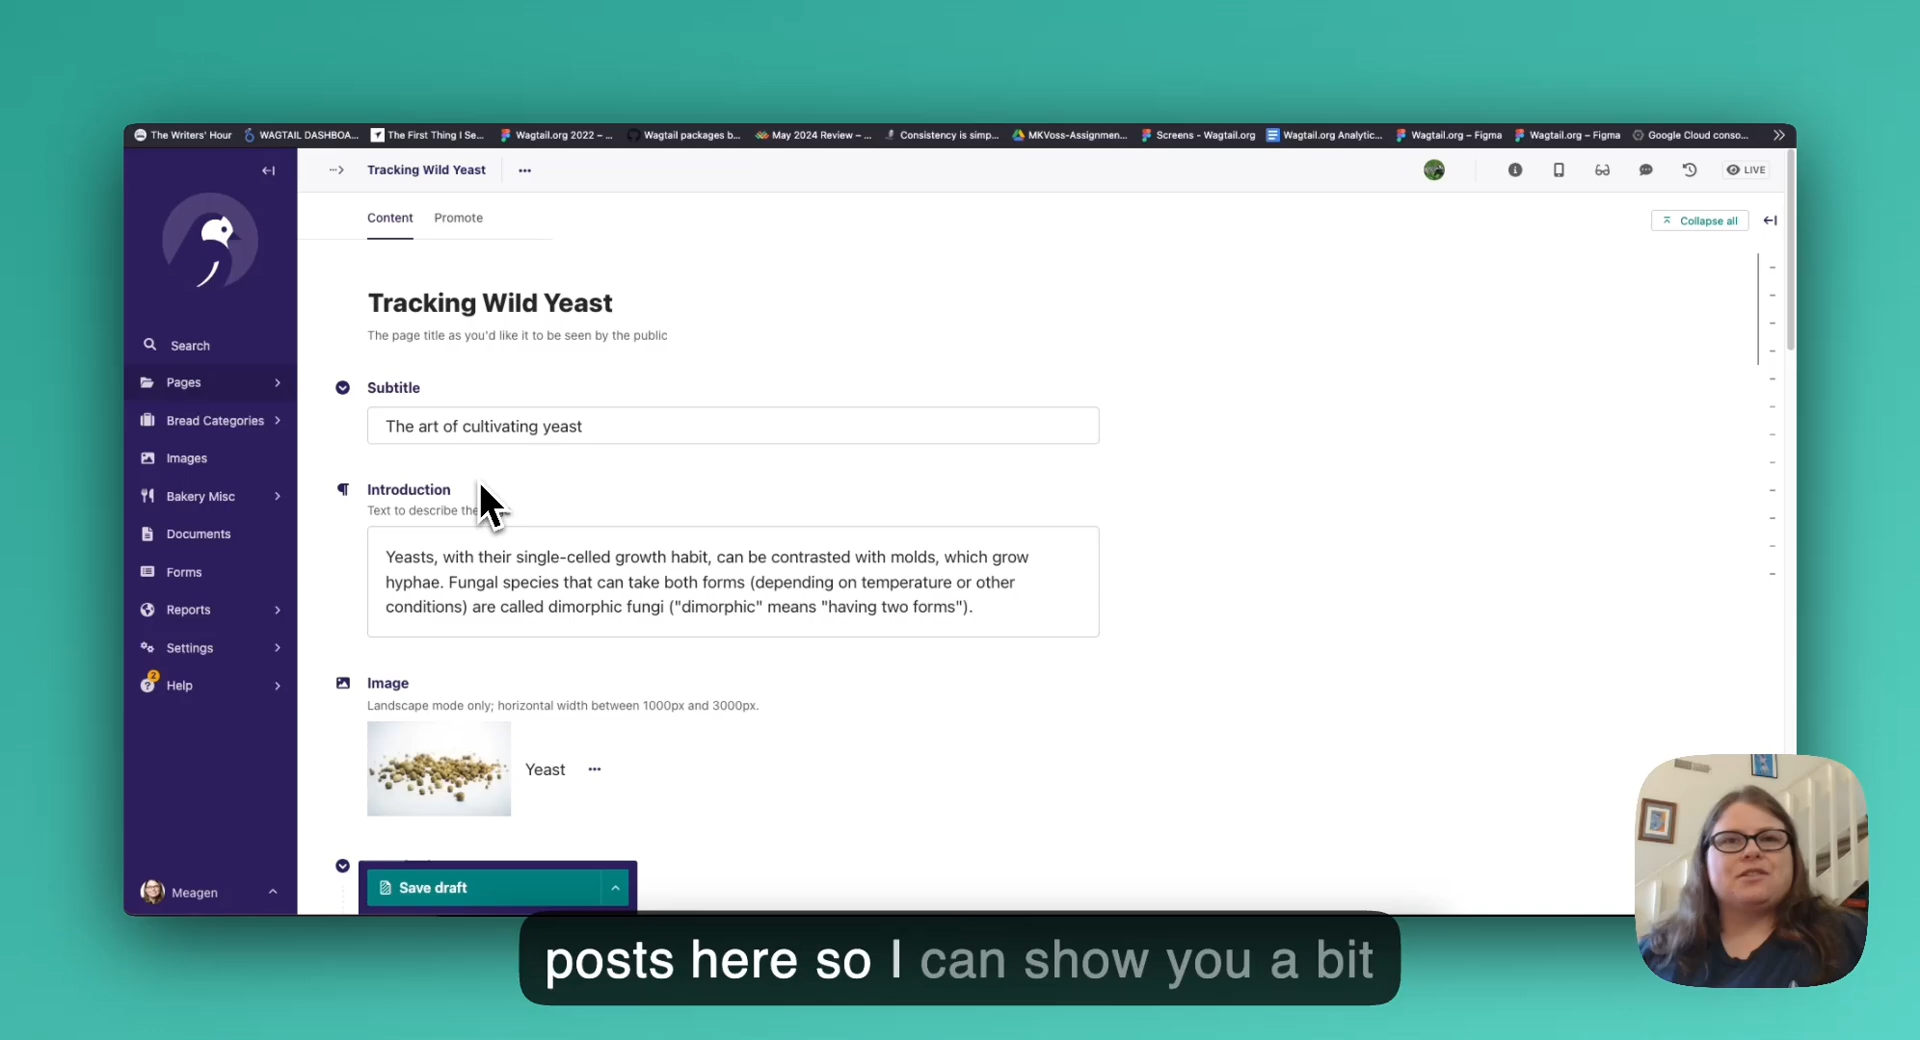 The Writers' Hour
WAGTAIL DASHBOA...
The First Thing I Se...
Wagtail.org 2022 – ...
Wagtail packages b...
May 2024 Review – ...
Consistency is simp...
MKVoss-Assignmen...
Screens - Wagtail.org
Wagtail.org Analytic...
Wagtail.org – Figma
Wagtail.org – Figma
Google Cloud conso...
Tracking Wild Yeast
LIVE
Content
Promote
Collapse all
Search
Pages
Bread Categories
Images
Bakery Misc
Documents
Forms
Reports
Settings
2
Help
Meagen
Tracking Wild Yeast
The page title as you'd like it to be seen by the public
Subtitle
The art of cultivating yeast
Introduction
Text to describe the
Yeasts, with their single-celled growth habit, can be contrasted with molds, which grow
hyphae. Fungal species that can take both forms (depending on temperature or other
conditions) are called dimorphic fungi ("dimorphic" means "having two forms").
Image
Landscape mode only; horizontal width between 1000px and 3000px.
Yeast
Save draft
posts here so I can show you a bit